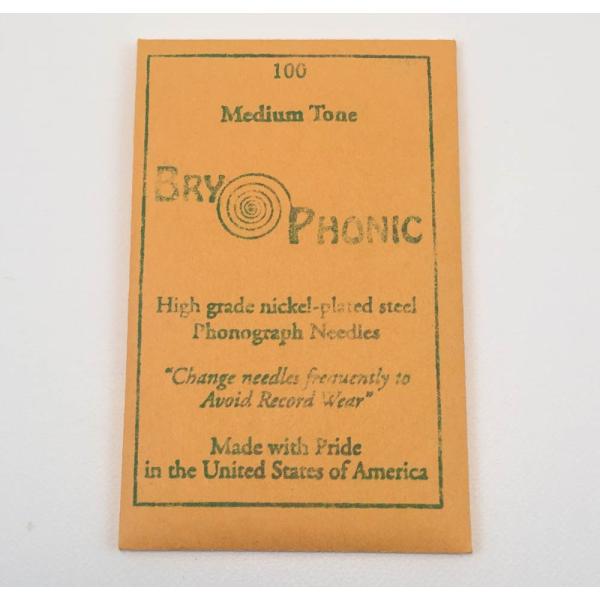 100
Medium Tone
BRY
PHONIC
High grade nickel-plated steel
Phonograph Needles
"Change needles frequently to
Avoid Record Wear"
Made with Pride
in the United States of America